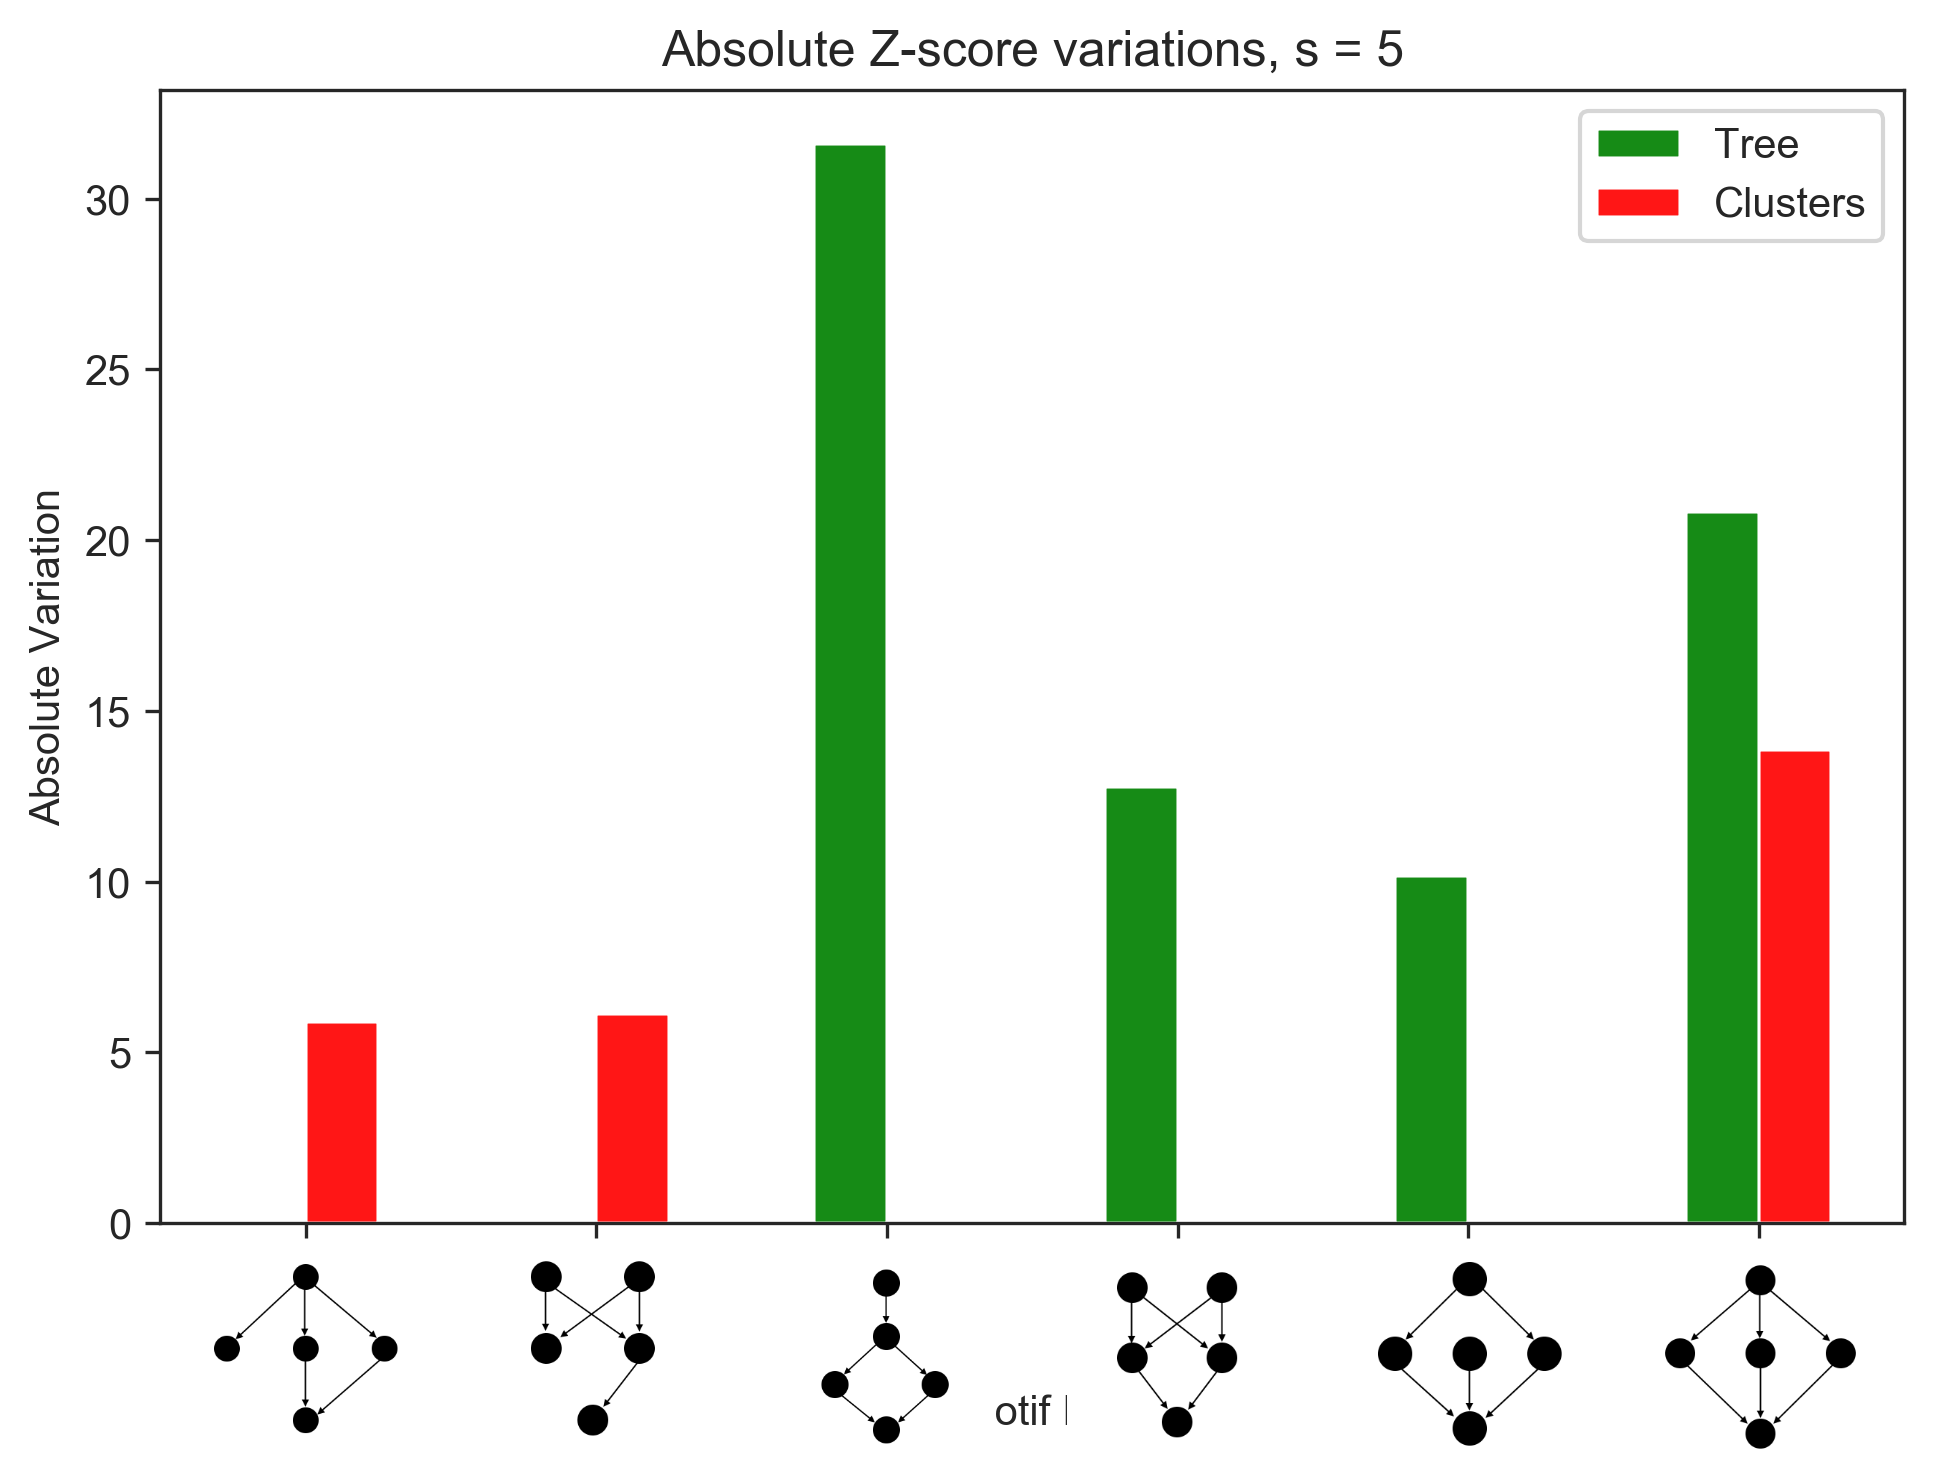 Absolute Z-score variations, s = 5
Tree
Clusters
Absolute Variation
30
25
20
15
10
5
0
otif